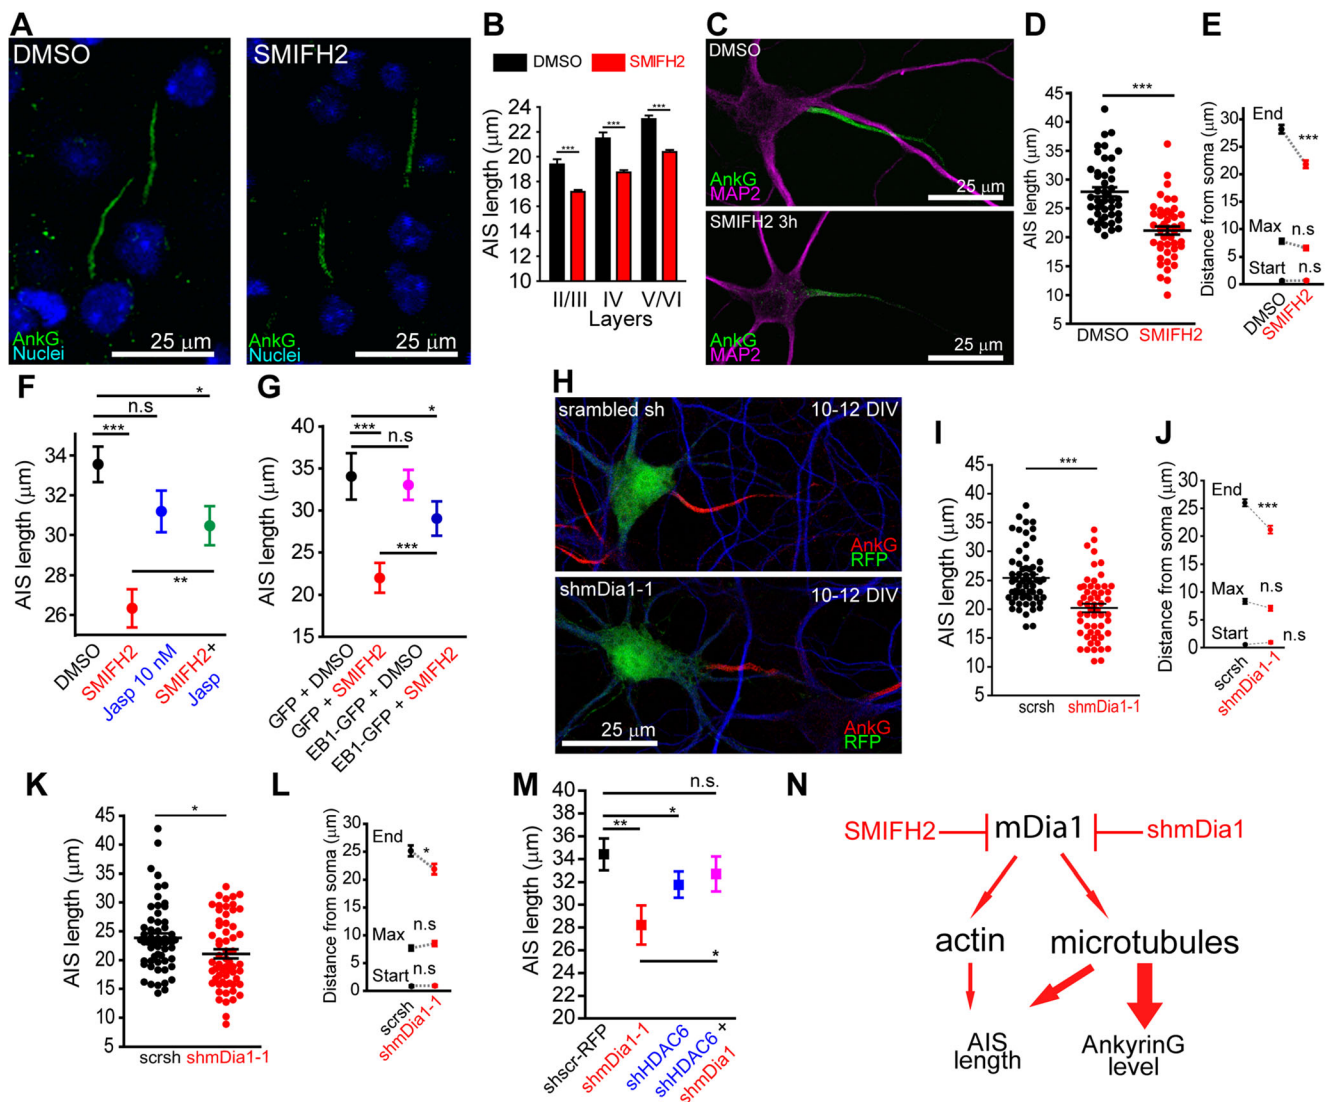 A
DMSO
SMIFH2
AnkG
Nuclei
25 µm
AnkG
Nuclei
25 µm
B
DMSO
SMIFH2
AIS length (µm)
24
22
20
18
16
14
12
10
***
***
***
II/III
IV
V/VI
Layers
C
DMSO
AnkG
MAP2
25 µm
SMIFH2 3h
AnkG
MAP2
25 µm
D
AIS length (µm)
45
40
35
30
25
20
15
10
5
***
DMSO
SMIFH2
E
Distance from soma (µm)
30
25
20
15
10
5
0
End
***
Max
n.s
Start
n.s
DMSO
SMIFH2
F
AIS length (µm)
34
32
30
28
26
*
n.s
***
**
DMSO
SMIFH2
Jasp 10 nM
SMIFH2+
Jasp
G
AIS length (µm)
40
35
30
25
20
15
*
***
n.s
***
GFP + DMSO
GFP + SMIFH2
EB1-GFP + DMSO
EB1-GFP + SMIFH2
H
srambled sh
10-12 DIV
AnkG
RFP
shmDia1-1
10-12 DIV
25 µm
AnkG
RFP
I
AIS length (µm)
45
40
35
30
25
20
15
10
5
***
scrsh
shmDia1-1
J
Distance from soma (µm)
30
25
20
15
10
5
0
End
***
Max
n.s
Start
n.s
scrsh
shmDia1-1
K
AIS length (µm)
45
40
35
30
25
20
15
10
5
*
scrsh
shmDia1-1
L
Distance from soma (µm)
30
25
20
15
10
5
0
End
*
Max
n.s
Start
n.s
scrsh
shmDia1-1
M
AIS length (µm)
40
38
36
34
32
30
28
26
24
22
20
n.s.
*
**
*
shscr-RFP
shmDia1-1
shHDAC6
shHDAC6 +
shmDia1
N
SMIFH2
mDia1
shmDia1
actin
microtubules
AIS
length
AnkyrinG
level